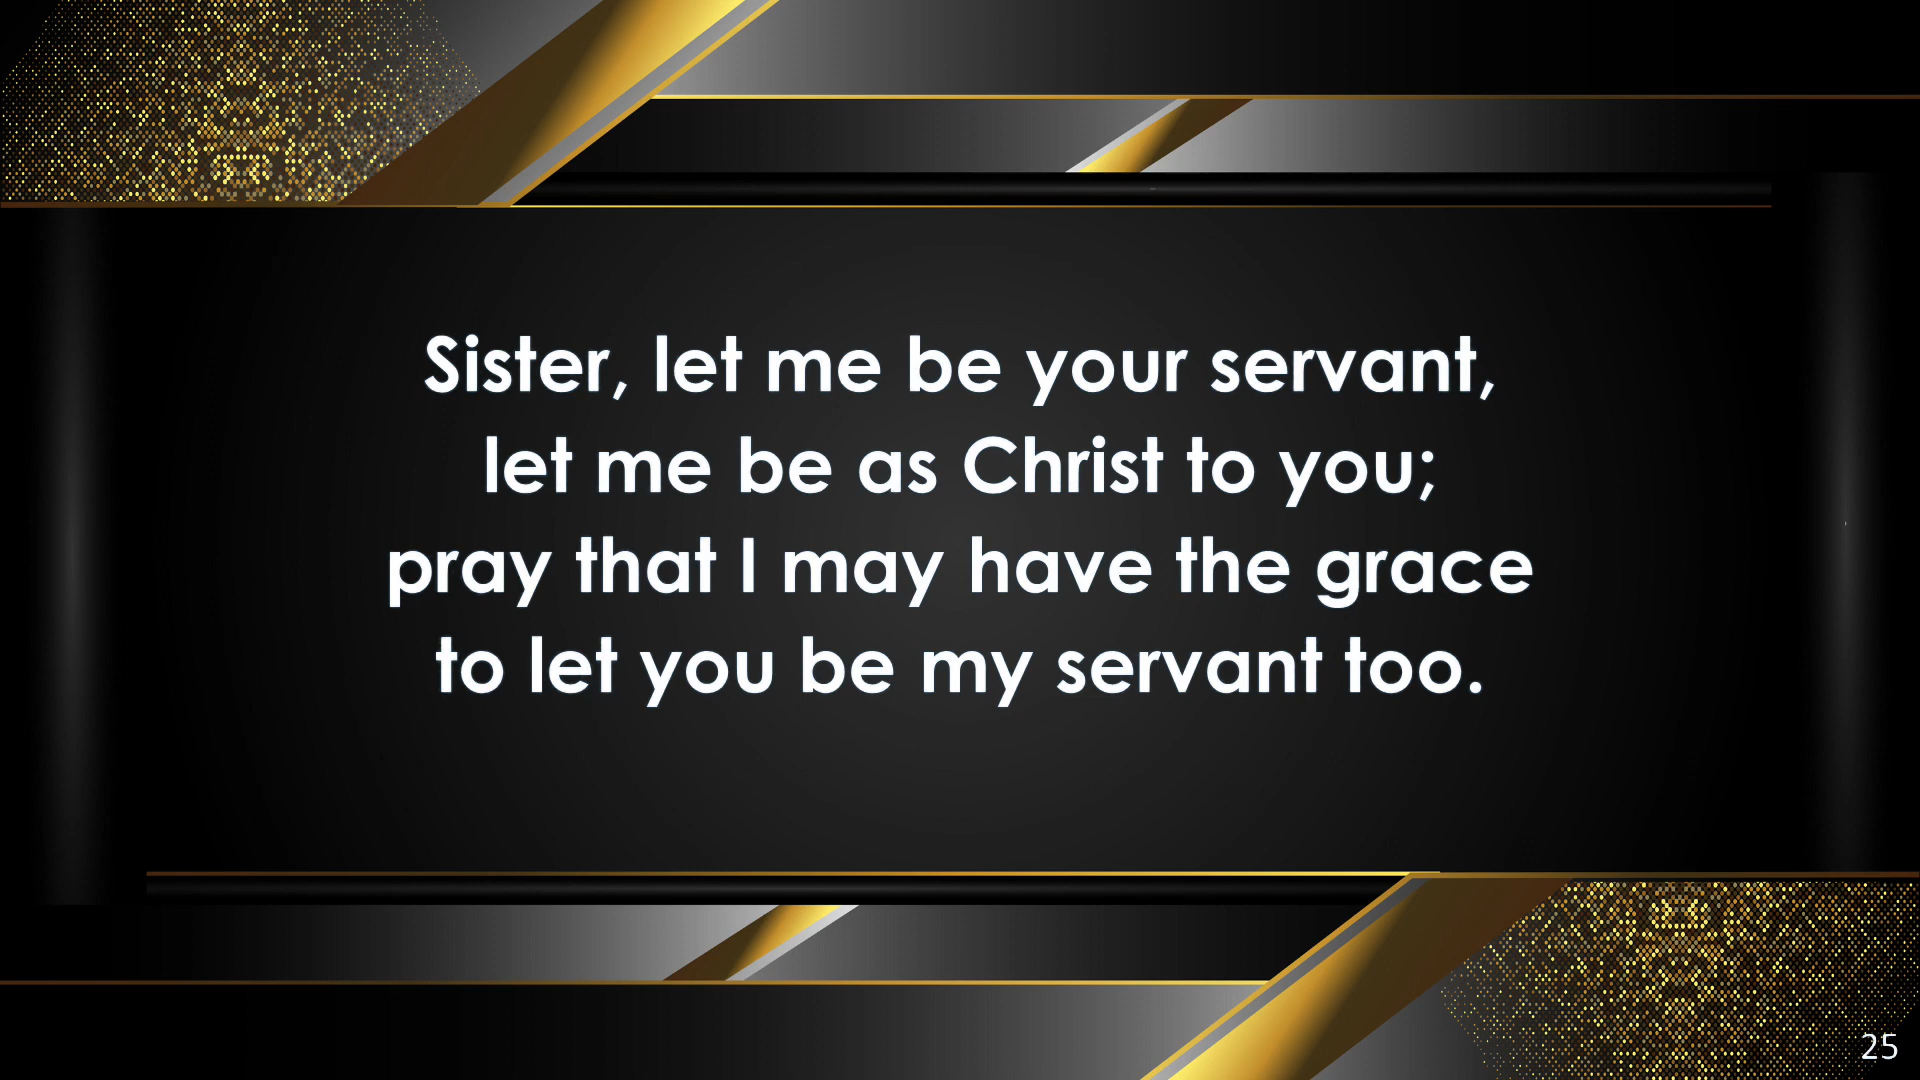 Sister, let me be your servant,
let me be as Christ to you;
pray that I may have the grace
to let you be my servant too.
25